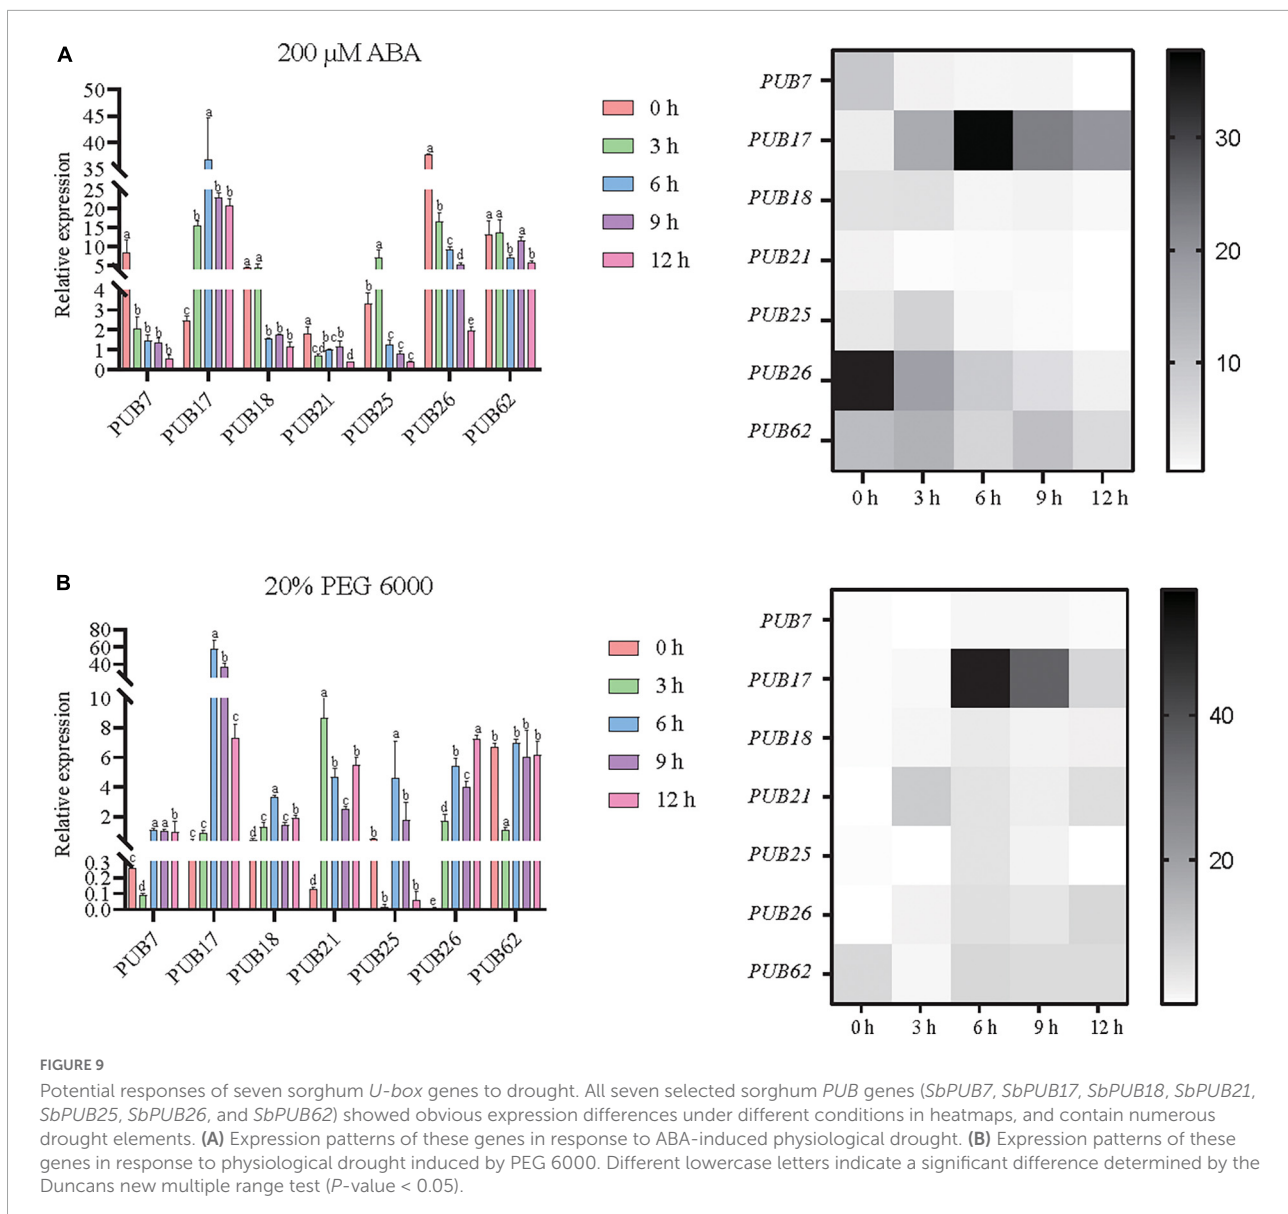 A
200 µM ABA
Relative expression
50
45
40
35
25
20
15
10
5
4
3
2
1
0
a
b
b
b
b
c
b
a
b
b
a
a
b
b
b
a
cd
bc
b
d
b
a
c
c
c
a
b
c
d
e
a
a
b
a
b
PUB7
PUB17
PUB18
PUB21
PUB25
PUB26
PUB62
0 h
3 h
6 h
9 h
12 h
PUB7
PUB17
PUB18
PUB21
PUB25
PUB26
PUB62
0 h
3 h
6 h
9 h
12 h
30
20
10
B
20% PEG 6000
Relative expression
80
60
40
10
8
6
4
2
0.3
0.2
0.1
0.0
c
d
a
a
b
c
c
a
b
c
d
c
a
c
b
d
a
b
c
b
b
b
a
b
b
e
d
b
c
a
b
a
b
b
b
PUB7
PUB17
PUB18
PUB21
PUB25
PUB26
PUB62
0 h
3 h
6 h
9 h
12 h
PUB7
PUB17
PUB18
PUB21
PUB25
PUB26
PUB62
0 h
3 h
6 h
9 h
12 h
40
20
FIGURE 9
Potential responses of seven sorghum U-box genes to drought. All seven selected sorghum PUB genes (SbPUB7, SbPUB17, SbPUB18, SbPUB21,
SbPUB25, SbPUB26, and SbPUB62) showed obvious expression differences under different conditions in heatmaps, and contain numerous
drought elements. (A) Expression patterns of these genes in response to ABA-induced physiological drought. (B) Expression patterns of these
genes in response to physiological drought induced by PEG 6000. Different lowercase letters indicate a significant difference determined by the
Duncans new multiple range test (P-value < 0.05).